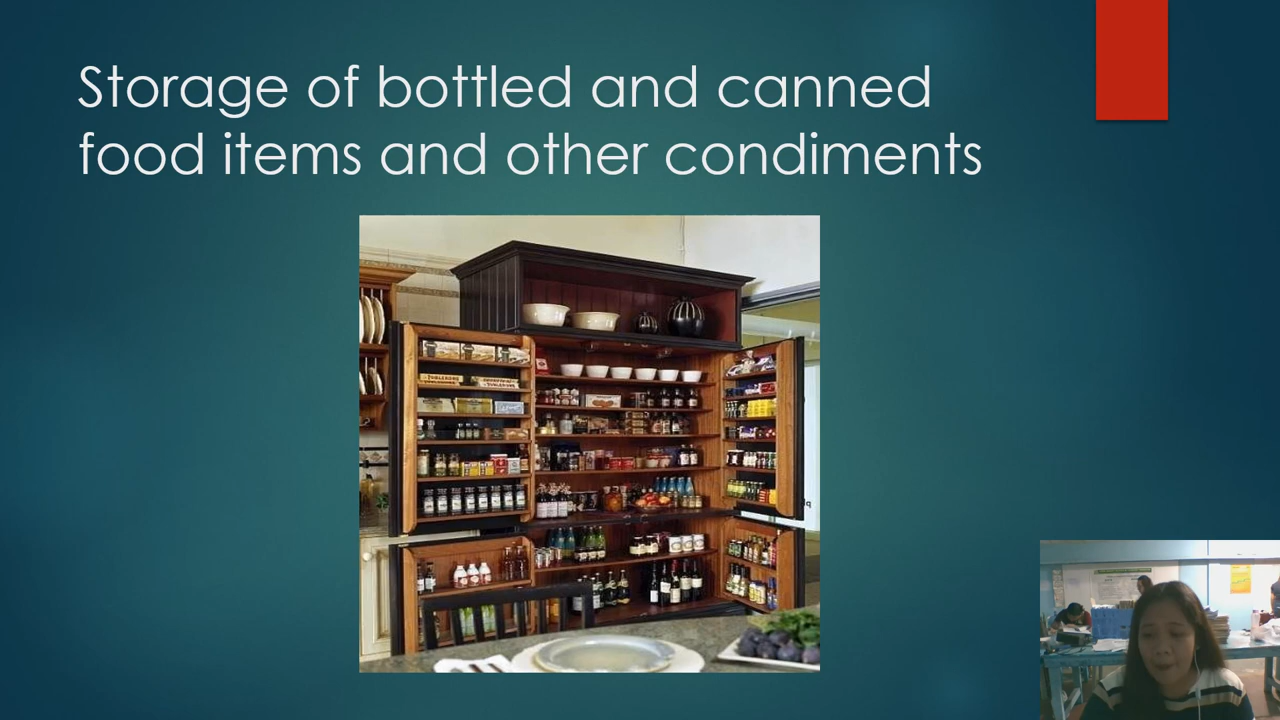 Storage of bottled and canned
food items and other condiments